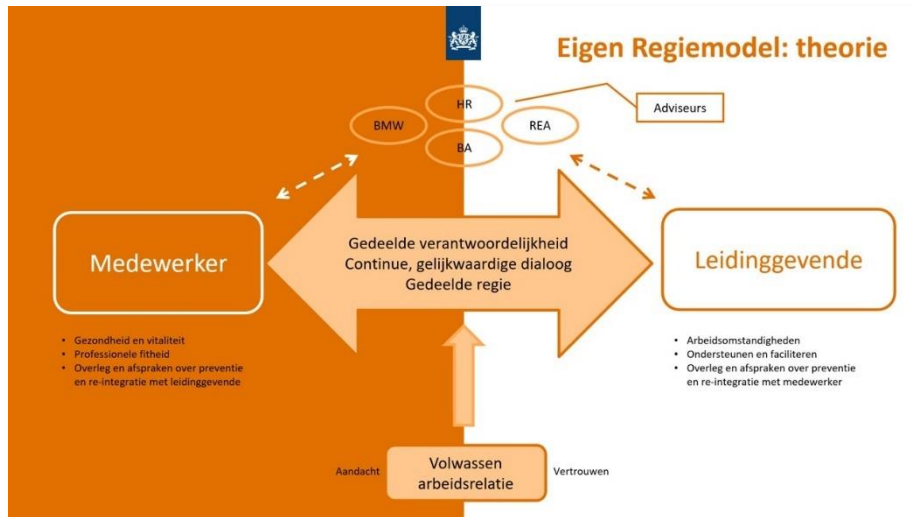 Eigen Regiemodel: theorie
HR
Adviseurs
BMW
REA
BA
Medewerker
Gedeelde verantwoordelijkheid
Continue, gelijkwaardige dialoog
Gedeelde regie
Leidinggevende
• Gezondheid en vitaliteit
• Professionele fitheid
• Overleg en afspraken over preventie
en re-integratie met leidinggevende
• Arbeidsomstandigheden
• Ondersteunen en faciliteren
• Overleg en afspraken over preventie
en re-integratie met medewerker
Aandacht
Volwassen
arbeidsrelatie
Vertrouwen